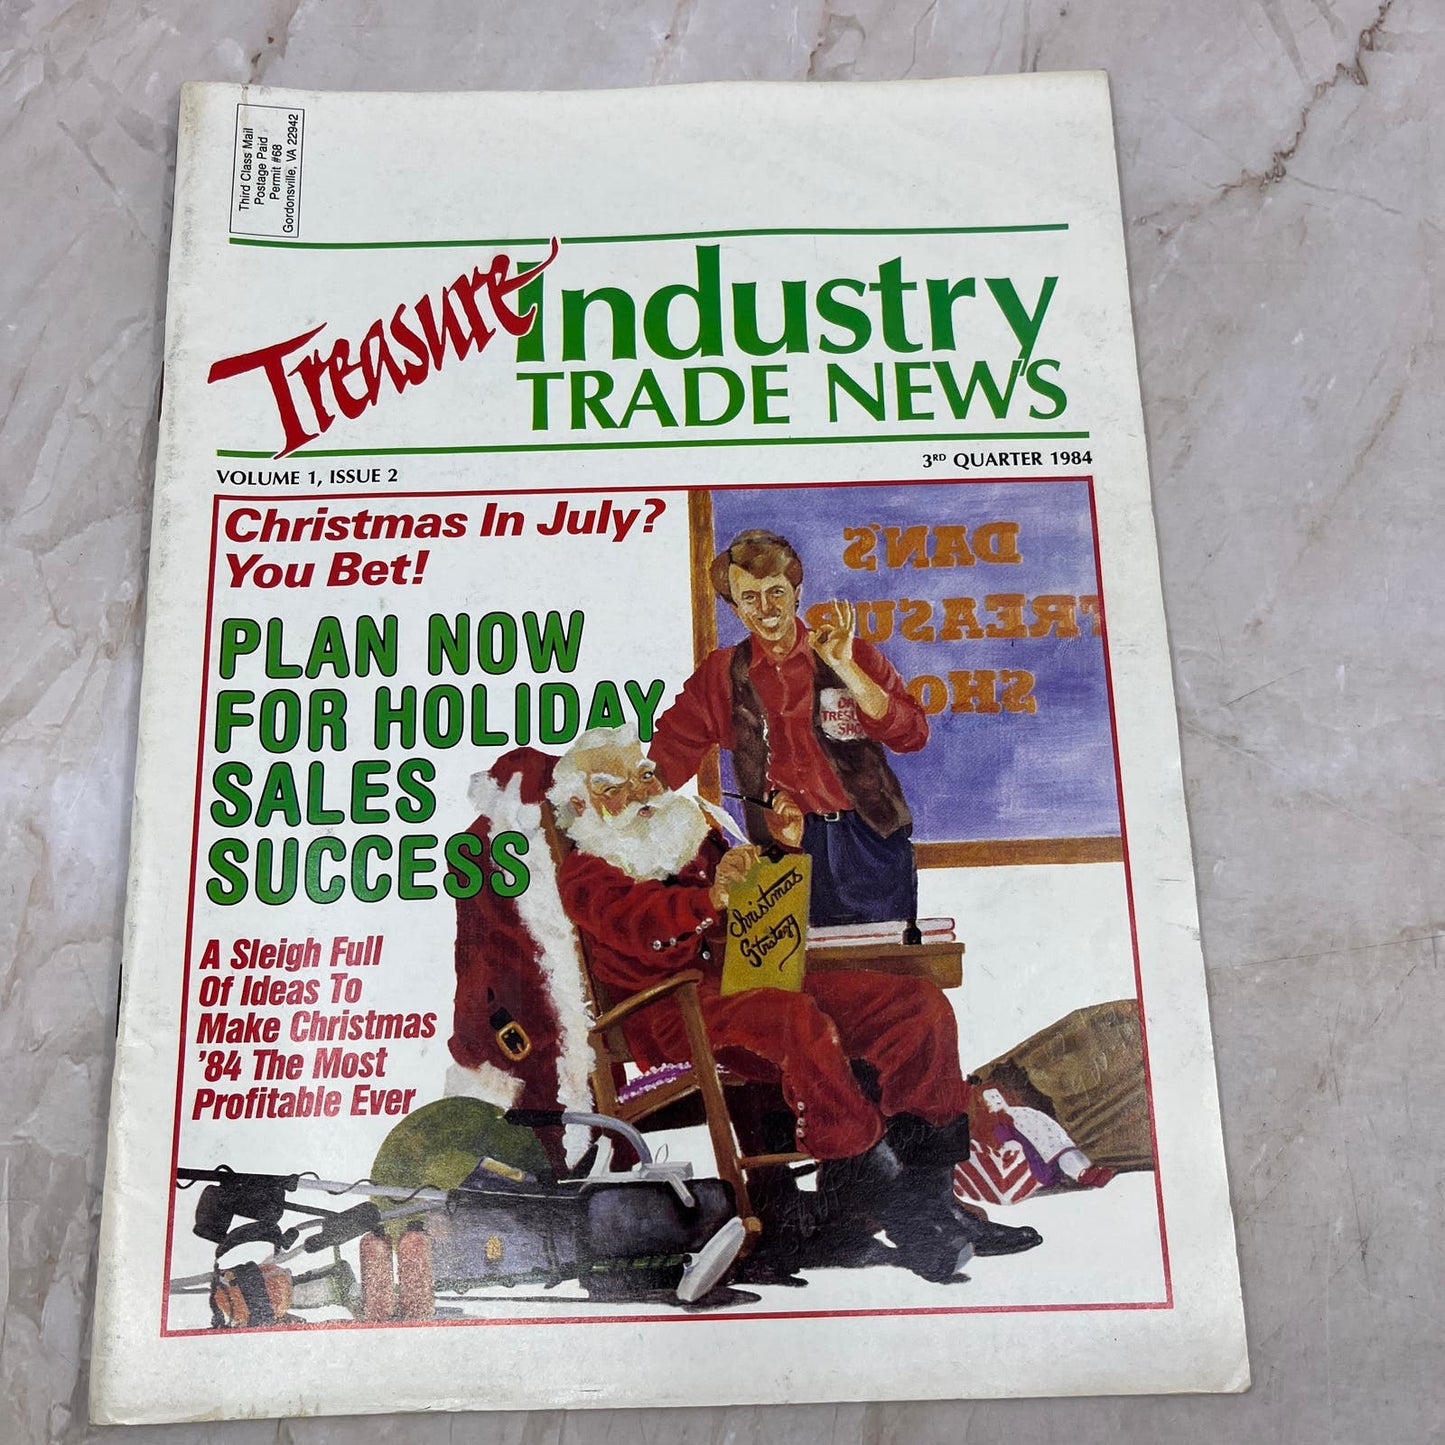 Third Class Mail
Postage Paid
Permit #68
Gordonsville, VA 22942
Treasure Industry
TRADE NEWS
VOLUME 1, ISSUE 2
3RD QUARTER 1984
Christmas In July?
You Bet!
PLAN NOW
FOR HOLIDAY
SALES
SUCCESS
A Sleigh Full
Of Ideas To
Make Christmas
'84 The Most
Profitable Ever
DAN'S
TREASUR
SHO
TRESU
SHO
Christmas
Strategy